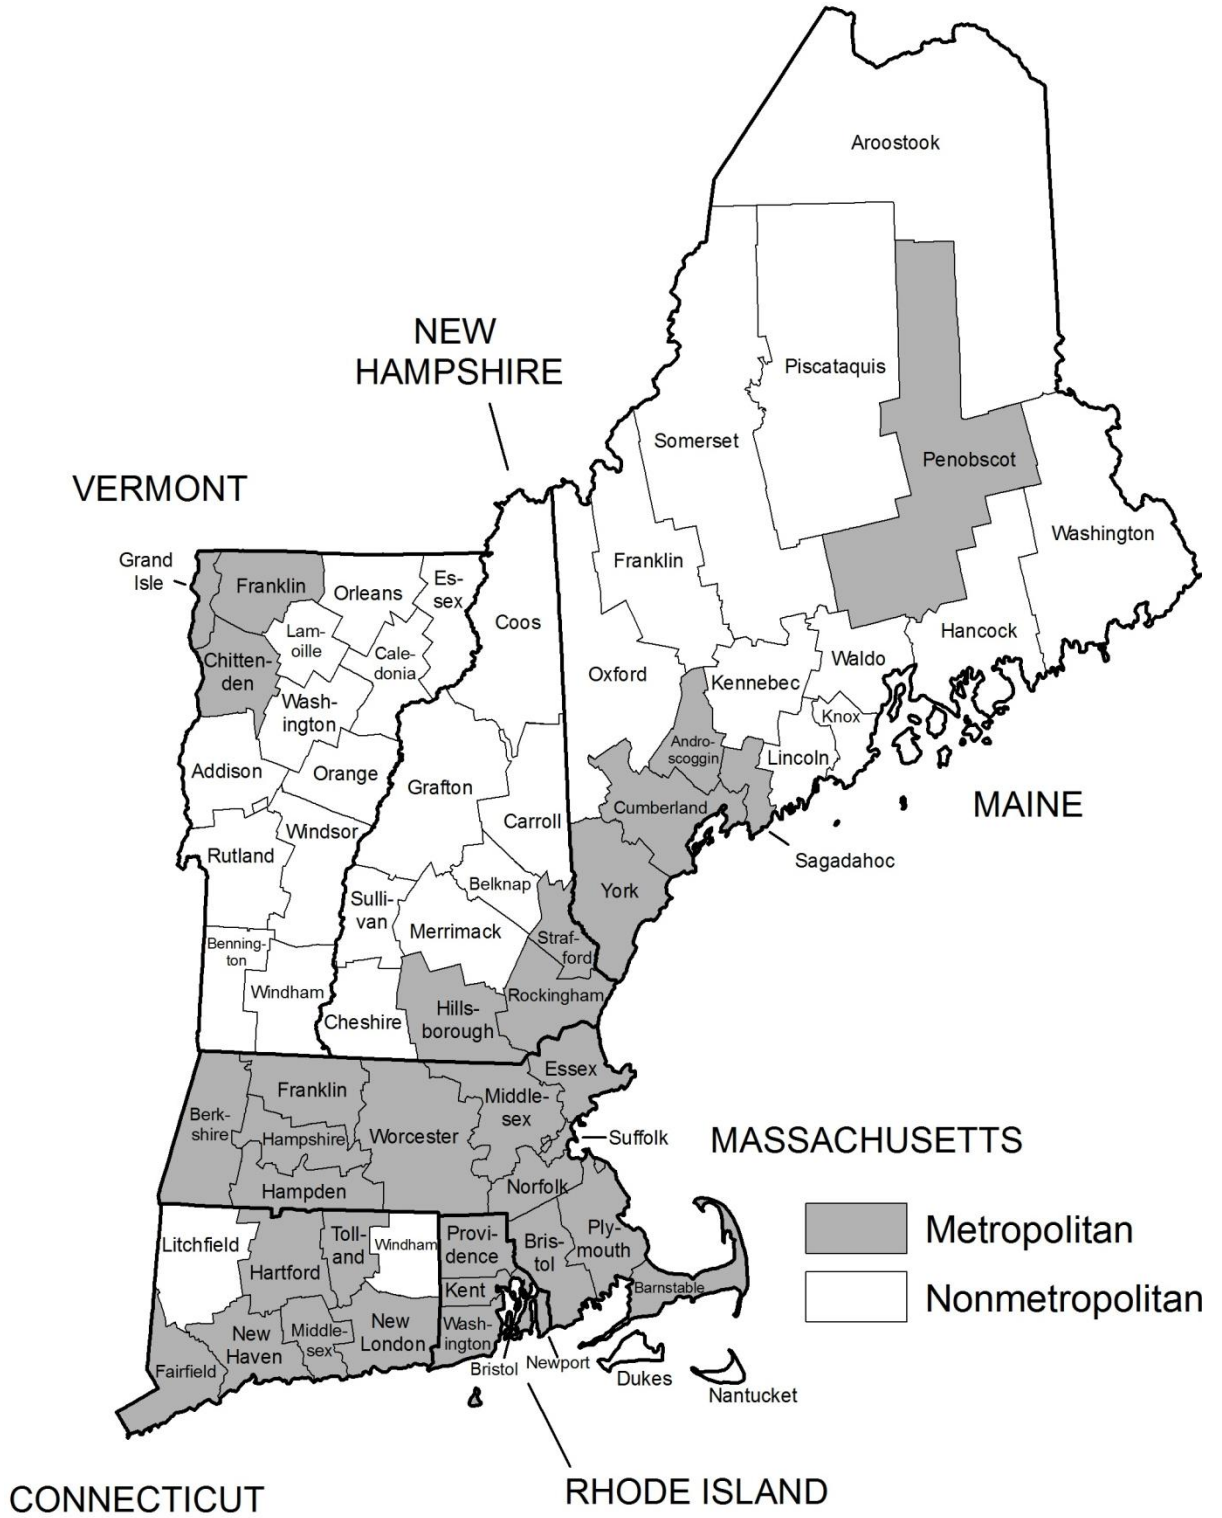 Aroostook
NEW
HAMPSHIRE
Piscataquis
Somerset
Penobscot
VERMONT
Washington
Grand
Isle
Franklin
Orleans
Es-
sex
Franklin
Coos
Lam-
oille
Cale-
donia
Chitten-
den
Hancock
Waldo
Oxford
Kennebec
Wash-
ington
Knox
Andro-
scoggin
Lincoln
Addison
Orange
Grafton
Cumberland
MAINE
Carroll
Windsor
Rutland
Sagadahoc
Belknap
York
Sulli-
van
Merrimack
Straf-
ford
Benning-
ton
Windham
Rockingham
Cheshire
Hills-
borough
Essex
Franklin
Middle-
sex
Berk-
shire
Hampshire
Worcester
Suffolk
MASSACHUSETTS
Hampden
Norfolk
Litchfield
Toll-
and
Windham
Provi-
dence
Bris-
tol
Ply-
mouth
Metropolitan
Hartford
Kent
Barnstable
Nonmetropolitan
New
Haven
Middle-
sex
New
London
Wash-
ington
Fairfield
Bristol
Newport
Dukes
Nantucket
CONNECTICUT
RHODE ISLAND